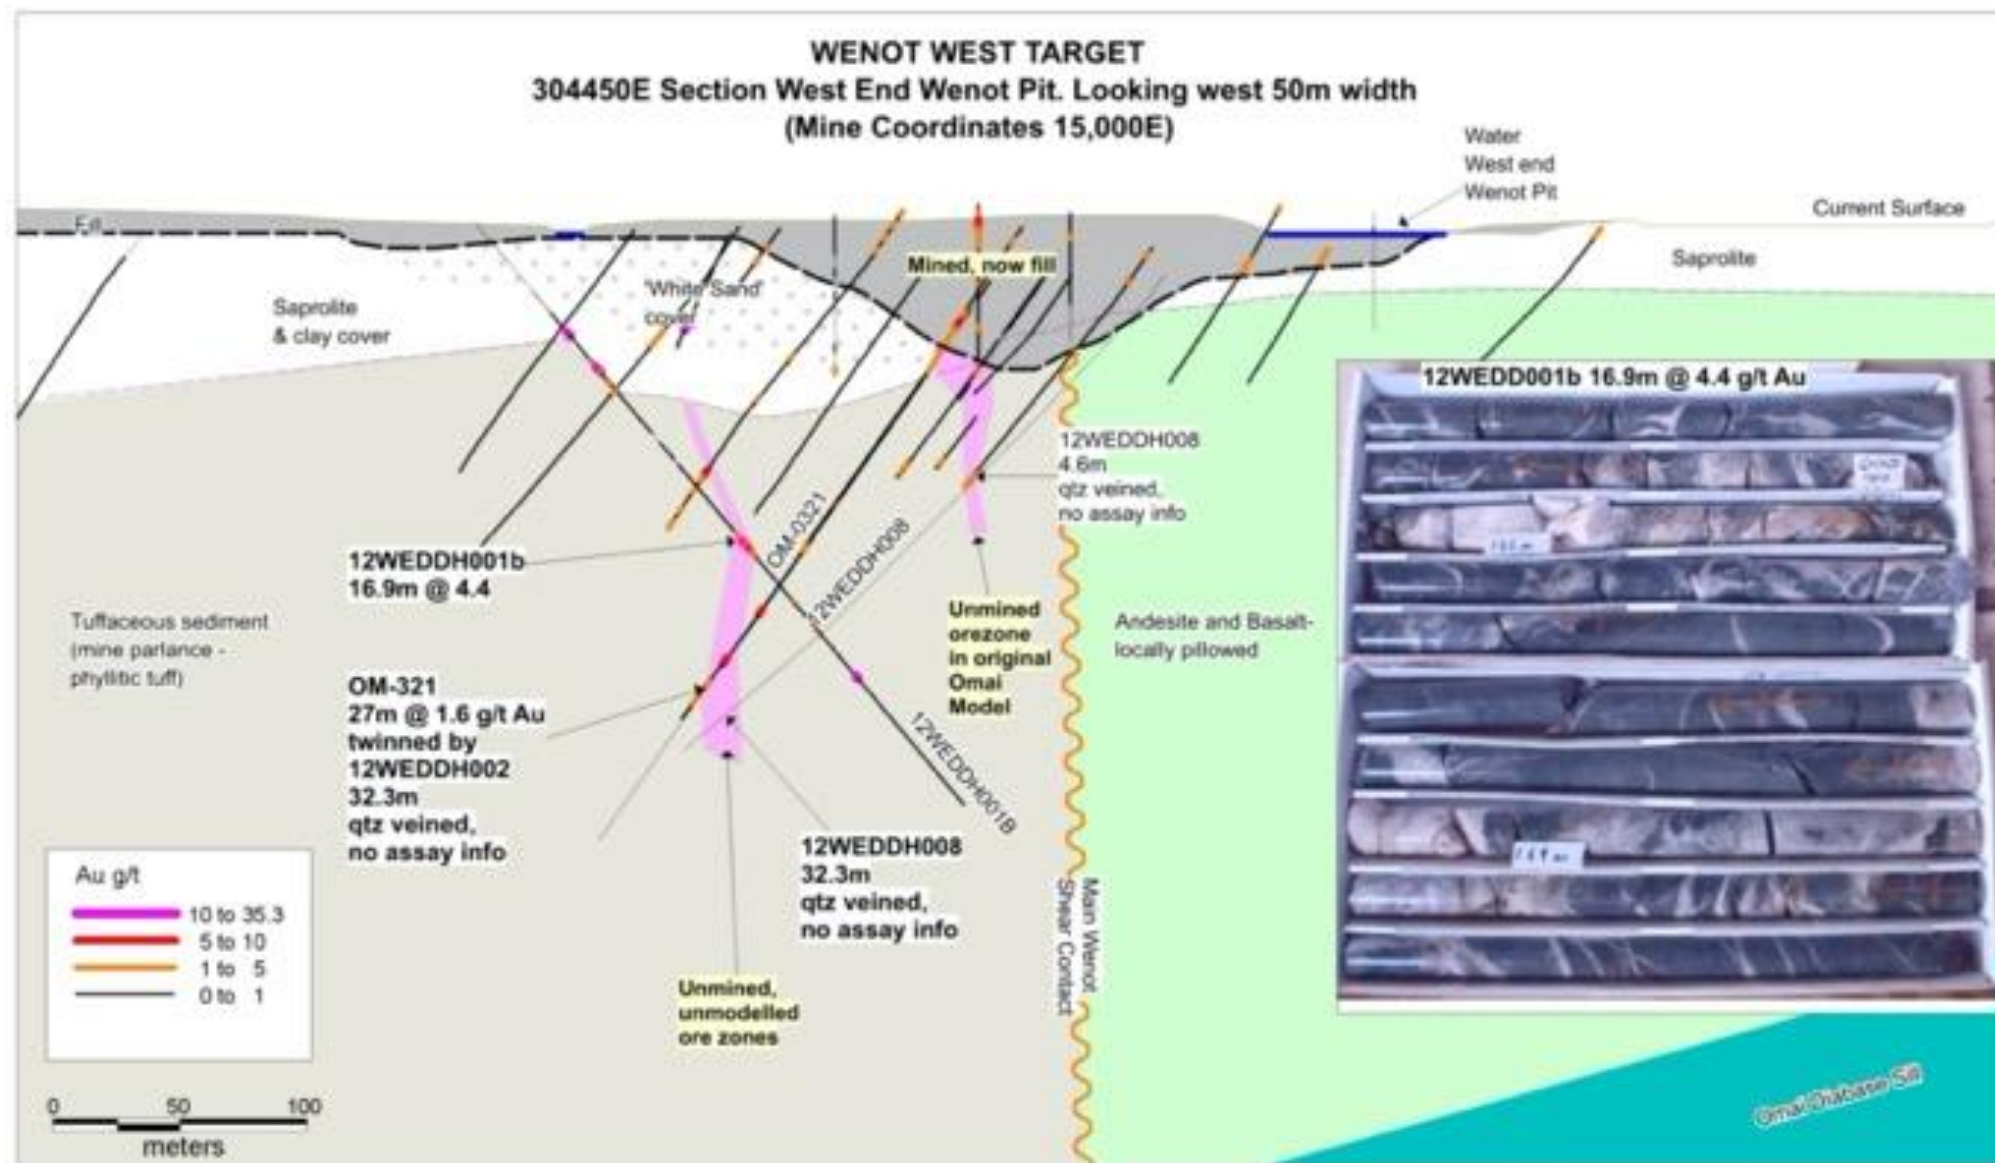 WENOT WEST TARGET
304450E Section West End Wenot Pit. Looking west 50m width
(Mine Coordinates 15,000E)
Water
West end
Wenot Pit
Current Surface
Fill
Mined, now fill
Saprolite
'White Sand'
cover
Saprolite
& clay cover
12WEDD001b 16.9m @ 4.4 g/t Au
12WEDDH008
4.6m
qtz veined,
no assay info
OM-0321
12WEDDH008
12WEDDH001b
16.9m @ 4.4
Unmined
orezone
in original
Omai
Model
Tuffaceous sediment
(mine parlance -
phyllitic tuff)
Andesite and Basalt-
locally pillowed
OM-321
27m @ 1.6 g/t Au
twinned by
12WEDDH002
32.3m
qtz veined,
no assay info
12WEDDH001B
12WEDDH008
32.3m
qtz veined,
no assay info
Main Wenot
Shear Contact
169m
Au g/t
10 to 35.3
5 to 10
1 to 5
0 to 1
Unmined,
unmodelled
ore zones
Omai Diabase Sill
0 50 100
meters